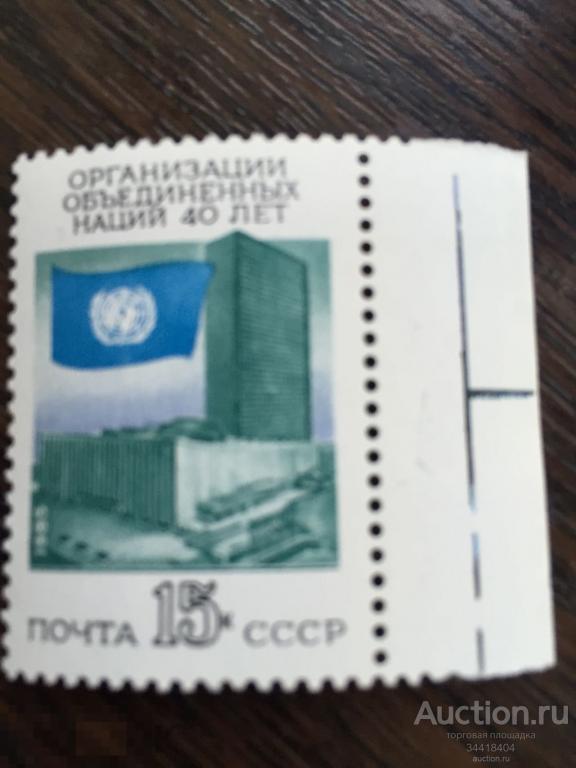 ОРГАНИЗАЦИИ
ОБЪЕДИНЕННЫХ
НАЦИЙ 40 ЛЕТ
ПОЧТА 15к СССР
Auction.ru
торговая площадка
34418404
auction.ru